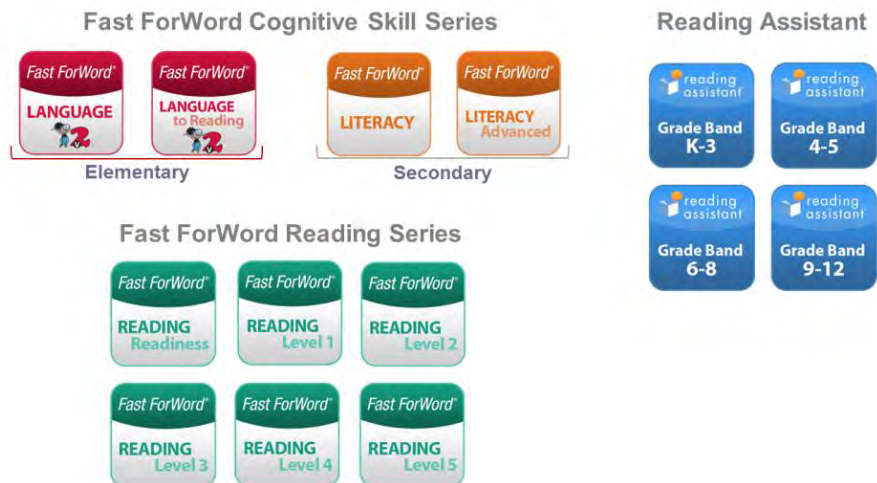 Fast ForWord Cognitive Skill Series
Fast ForWord®
LANGUAGE
2
Fast ForWord®
LANGUAGE
to Reading
2
Elementary
Fast ForWord®
LITERACY
Fast ForWord®
LITERACY
Advanced
Secondary
Reading Assistant
reading
assistant
Grade Band
K-3
reading
assistant
Grade Band
4-5
reading
assistant
Grade Band
6-8
reading
assistant
Grade Band
9-12
Fast ForWord Reading Series
Fast ForWord®
READING
Readiness
Fast ForWord®
READING
Level 1
Fast ForWord®
READING
Level 2
Fast ForWord®
READING
Level 3
Fast ForWord®
READING
Level 4
Fast ForWord®
READING
Level 5